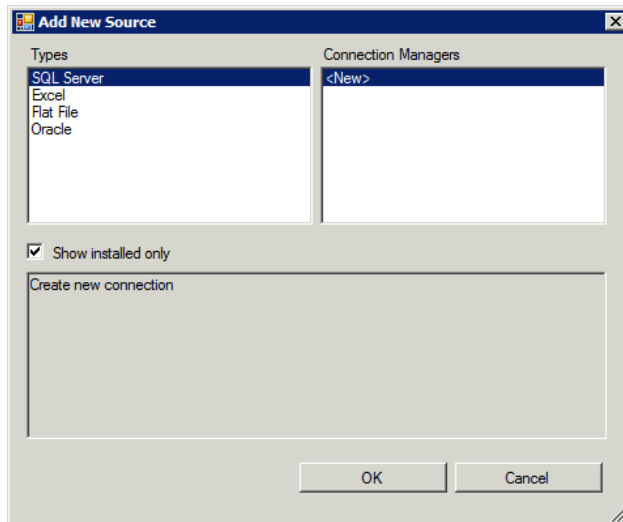 Add New Source
Types
Connection Managers
SQL Server
Excel
Flat File
Oracle
<New>
Show installed only
Create new connection
OK
Cancel